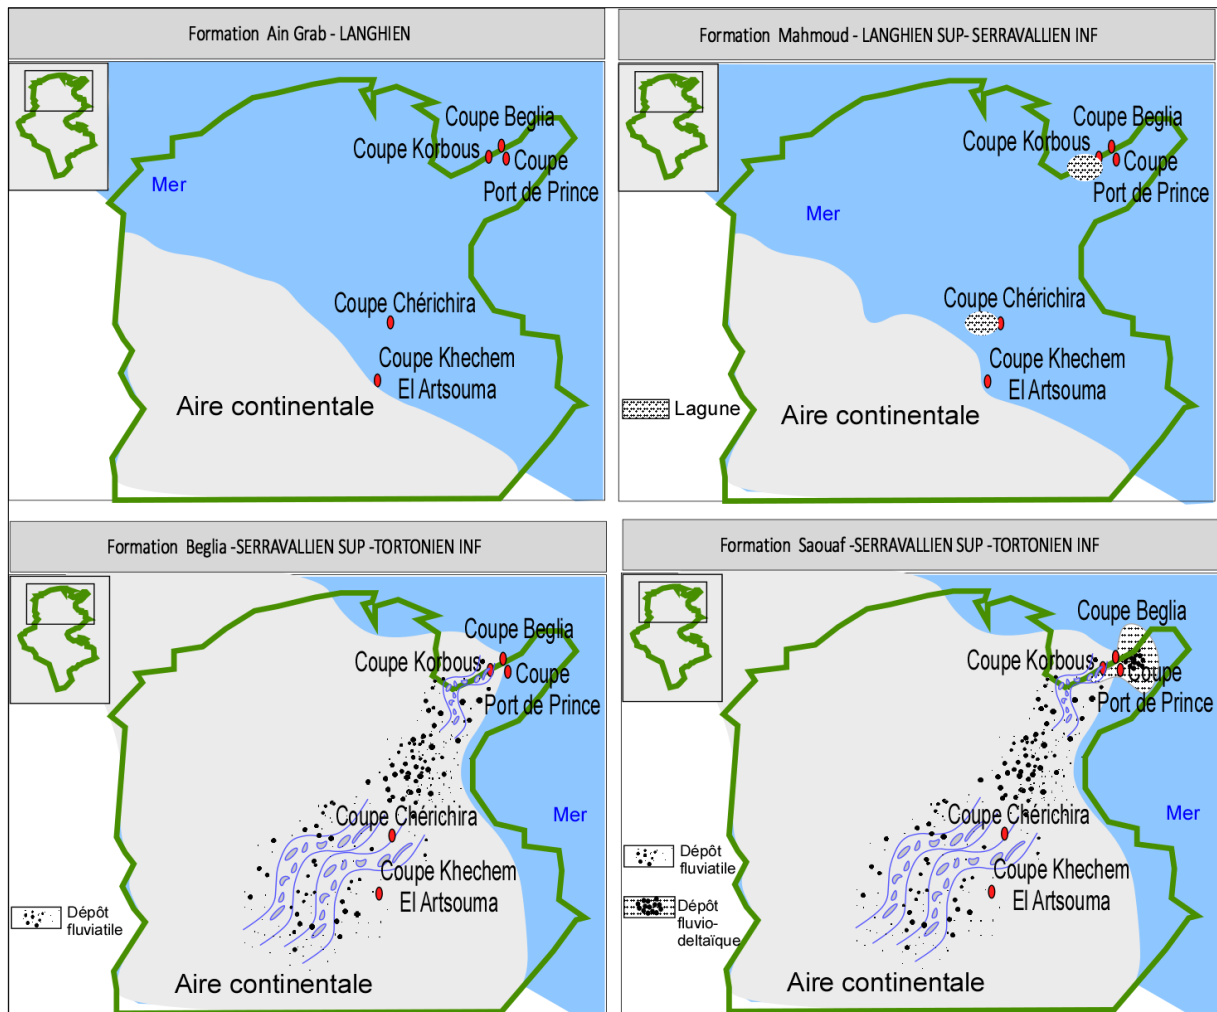 Formation Ain Grab - LANGHIEN
Coupe Beglia
Coupe Korbous
Coupe
Port de Prince
Mer
Coupe Chérichira
Coupe Khechem
El Artsouma
Aire continentale
Formation Mahmoud - LANGHIEN SUP- SERRAVALLIEN INF
Coupe Beglia
Coupe Korbous
Coupe
Port de Prince
Mer
Coupe Chérichira
Coupe Khechem
El Artsouma
Lagune
Aire continentale
Formation Beglia -SERRAVALLIEN SUP -TORTONIEN INF
Coupe Beglia
Coupe Korbous
Coupe
Port de Prince
Mer
Coupe Chérichira
Coupe Khechem
El Artsouma
Dépôt
fluviatile
Aire continentale
Formation Saouaf -SERRAVALLIEN SUP -TORTONIEN INF
Coupe Beglia
Coupe Korbous
Coupe
Port de Prince
Mer
Coupe Chérichira
Dépôt
fluviatile
Coupe Khechem
El Artsouma
Dépôt
fluvio-
deltaïque
Aire continentale